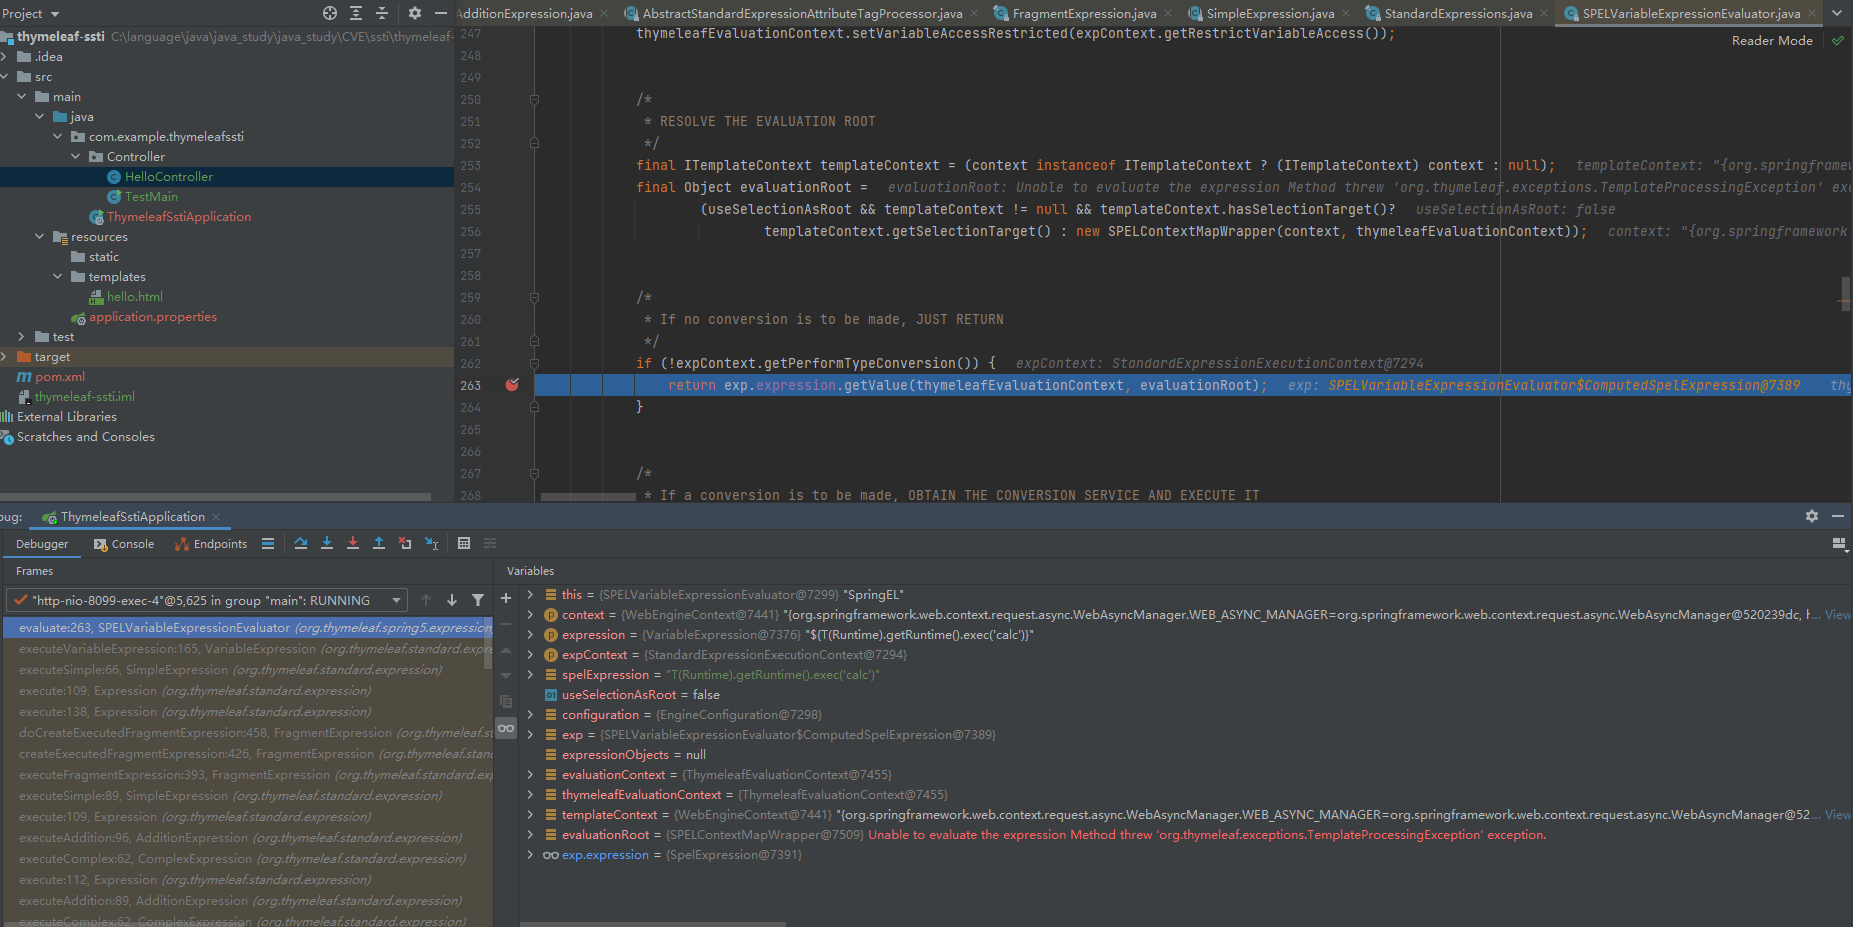 Project
thymeleaf-ssti C:\language\java\java_study\java_study\CVE\ssti\thymeleaf-
.idea
src
main
java
com.example.thymeleafssti
Controller
HelloController
TestMain
ThymeleafSstiApplication
resources
static
templates
hello.html
application.properties
test
target
pom.xml
thymeleaf-ssti.iml
External Libraries
Scratches and Consoles
AdditionExpression.java AbstractStandardExpressionAttributeTagProcessor.java FragmentExpression.java SimpleExpression.java StandardExpressions.java SPELVariableExpressionEvaluator.java
Reader Mode
247 thymeleafEvaluationContext.setVariableAccessRestricted(expContext.getRestrictVariableAccess());
248
249
250 /*
251 * RESOLVE THE EVALUATION ROOT
252 */
253 final ITemplateContext templateContext = (context instanceof ITemplateContext ? (ITemplateContext) context : null); templateContext: "{org.springframew
254 final Object evaluationRoot = evaluationRoot: Unable to evaluate the expression Method threw 'org.thymeleaf.exceptions.TemplateProcessingException' exc
255 (useSelectionAsRoot && templateContext != null && templateContext.hasSelectionTarget()? useSelectionAsRoot: false
256 templateContext.getSelectionTarget() : new SPELContextMapWrapper(context, thymeleafEvaluationContext)); context: "{org.springframework.
257
258
259 /*
260 * If no conversion is to be made, JUST RETURN
261 */
262 if (!expContext.getPerformTypeConversion()) { expContext: StandardExpressionExecutionContext@7294
263 return exp.expression.getValue(thymeleafEvaluationContext, evaluationRoot); exp: SPELVariableExpressionEvaluator$ComputedSpelExpression@7389 thy
264 }
265
266
267 /*
268 * If a conversion is to be made, OBTAIN THE CONVERSION SERVICE AND EXECUTE IT
bug: ThymeleafSstiApplication
Debugger Console Endpoints
Frames
"http-nio-8099-exec-4"@5,625 in group "main": RUNNING
evaluate:263, SPELVariableExpressionEvaluator (org.thymeleaf.spring5.expression
executeVariableExpression:165, VariableExpression (org.thymeleaf.standard.expr
executeSimple:66, SimpleExpression (org.thymeleaf.standard.expression)
execute:109, Expression (org.thymeleaf.standard.expression)
execute:138, Expression (org.thymeleaf.standard.expression)
doCreateExecutedFragmentExpression:458, FragmentExpression (org.thymeleaf.
createExecutedFragmentExpression:426, FragmentExpression (org.thymeleaf.stand
executeFragmentExpression:393, FragmentExpression (org.thymeleaf.standard.exp
executeSimple:89, SimpleExpression (org.thymeleaf.standard.expression)
execute:109, Expression (org.thymeleaf.standard.expression)
executeAddition:96, AdditionExpression (org.thymeleaf.standard.expression)
executeComplex:62, ComplexExpression (org.thymeleaf.standard.expression)
execute:112, Expression (org.thymeleaf.standard.expression)
executeAddition:89, AdditionExpression (org.thymeleaf.standard.expression)
executeComplex:62, ComplexExpression (org.thymeleaf.standard.expression)
Variables
this = {SPELVariableExpressionEvaluator@7299} "SpringEL"
context = {WebEngineContext@7441} "{org.springframework.web.context.request.async.WebAsyncManager.WEB_ASYNC_MANAGER=org.springframework.web.context.request.async.WebAsyncManager@520239dc, h... View
expression = {VariableExpression@7376} "${T(Runtime).getRuntime().exec('calc')}"
expContext = {StandardExpressionExecutionContext@7294}
spelExpression = "T(Runtime).getRuntime().exec('calc')"
useSelectionAsRoot = false
configuration = {EngineConfiguration@7298}
exp = {SPELVariableExpressionEvaluator$ComputedSpelExpression@7389}
expressionObjects = null
evaluationContext = {ThymeleafEvaluationContext@7455}
thymeleafEvaluationContext = {ThymeleafEvaluationContext@7455}
templateContext = {WebEngineContext@7441} "{org.springframework.web.context.request.async.WebAsyncManager.WEB_ASYNC_MANAGER=org.springframework.web.context.request.async.WebAsyncManager@52... View
evaluationRoot = {SPELContextMapWrapper@7509} Unable to evaluate the expression Method threw 'org.thymeleaf.exceptions.TemplateProcessingException' exception.
exp.expression = {SpelExpression@7391}